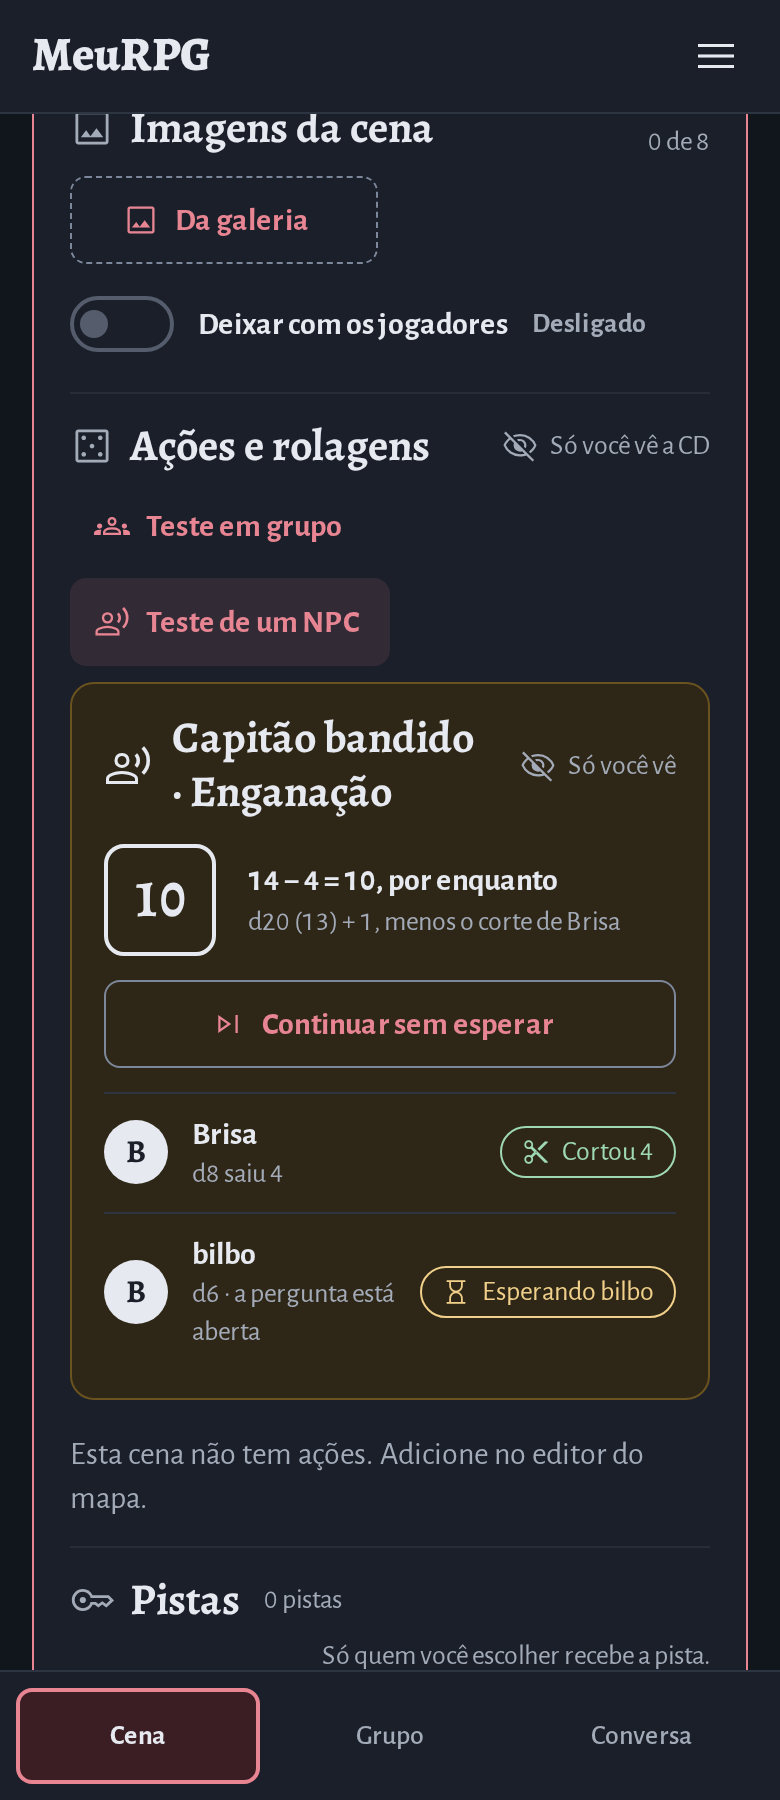 MeuRPG
Imagens da cena
0 de 8
Da galeria
Deixar com os jogadores Desligado
Ações e rolagens Só você vê a CD
Teste em grupo
Teste de um NPC
Capitão bandido
· Enganação
Só você vê
10
14 – 4 = 10, por enquanto
d20 (13) + 1, menos o corte de Brisa
Continuar sem esperar
B
Brisa
d8 saiu 4
Cortou 4
B
bilbo
d6 · a pergunta está
aberta
Esperando bilbo
Esta cena não tem ações. Adicione no editor do
mapa.
Pistas 0 pistas
Só quem você escolher recebe a pista.
Cena Grupo Conversa